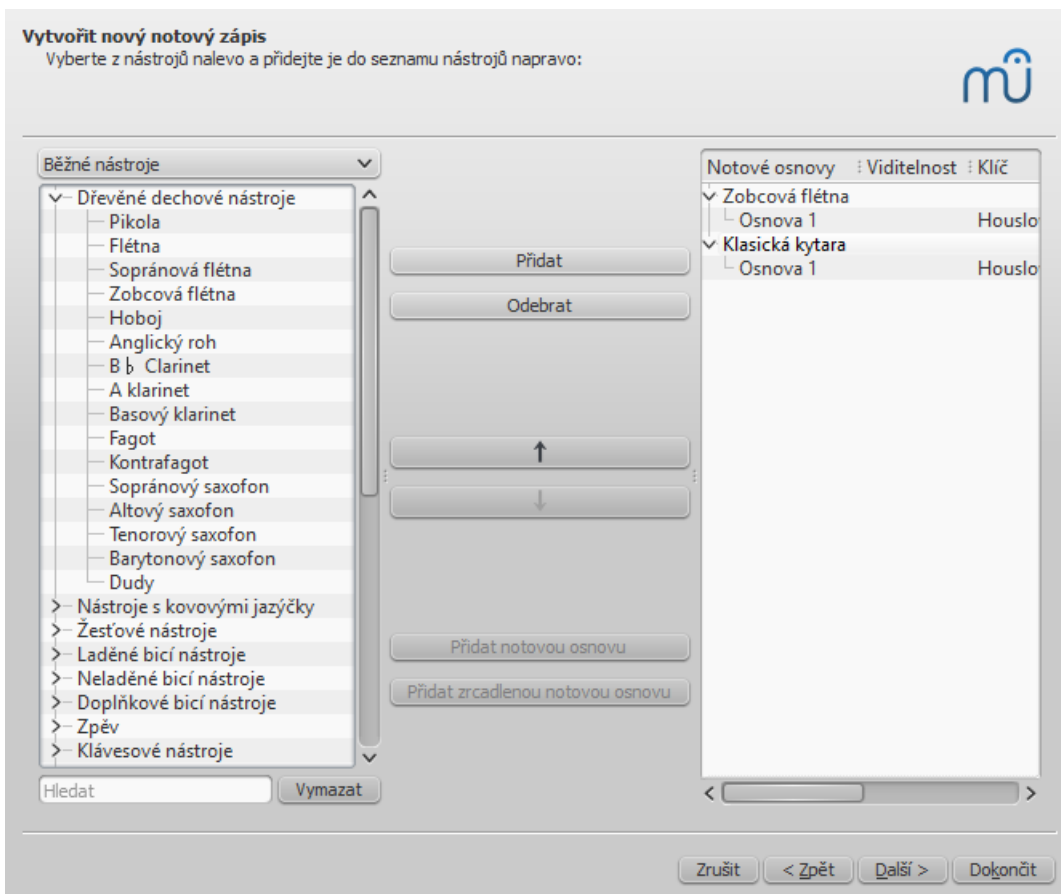 Vytvořit nový notový zápis
Vyberte z nástrojů nalevo a přidejte je do seznamu nástrojů napravo:
mu
Běžné nástroje
Dřevěné dechové nástroje
Pikola
Flétna
Sopránová flétna
Zobcová flétna
Hoboj
Anglický roh
B♭ Clarinet
A klarinet
Basový klarinet
Fagot
Kontrafagot
Sopránový saxofon
Altový saxofon
Tenorový saxofon
Barytonový saxofon
Dudy
Nástroje s kovovými jazýčky
Žesťové nástroje
Laděné bicí nástroje
Neladěné bicí nástroje
Doplňkové bicí nástroje
Zpěv
Klávesové nástroje
Hledat
Vymazat
Přidat
Odebrat
↑
↓
Přidat notovou osnovu
Přidat zrcadlenou notovou osnovu
Notové osnovy Viditelnost Klíč
Zobcová flétna
Osnova 1 Houslo
Klasická kytara
Osnova 1 Houslo
Zrušit < Zpět Další > Dokončit